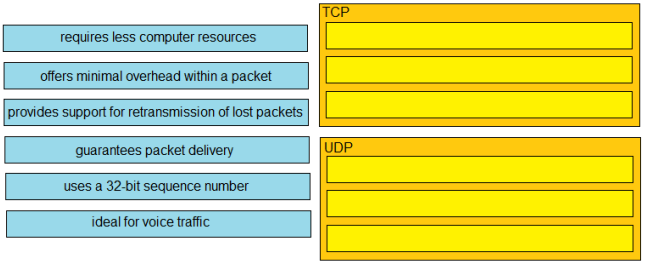 requires less computer resources
offers minimal overhead within a packet
provides support for retransmission of lost packets
guarantees packet delivery
uses a 32-bit sequence number
ideal for voice traffic
TCP
UDP